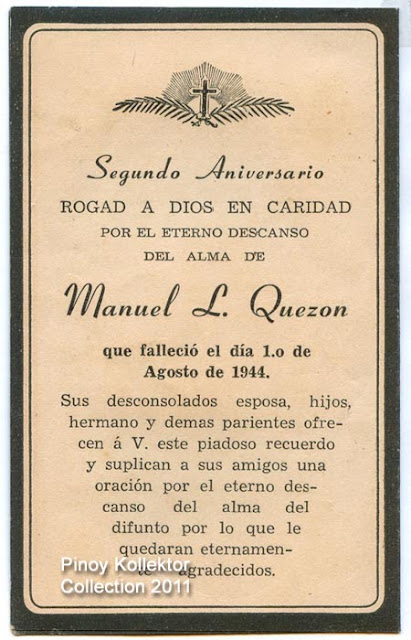 Segundo Aniversario
ROGAD A DIOS EN CARIDAD
POR EL ETERNO DESCANSO
DEL ALMA DE
Manuel L. Quezon
que falleció el día 1.o de
Agosto de 1944.
Sus desconsolados esposa, hijos,
hermano y demas parientes ofre-
cen á V. este piadoso recuerdo
y suplican a sus amigos una
oración por el eterno des-
canso del alma del
difunto por lo que le
quedaran eternamen-
te agradecidos.
Pinoy Kollektor
Collection 2011